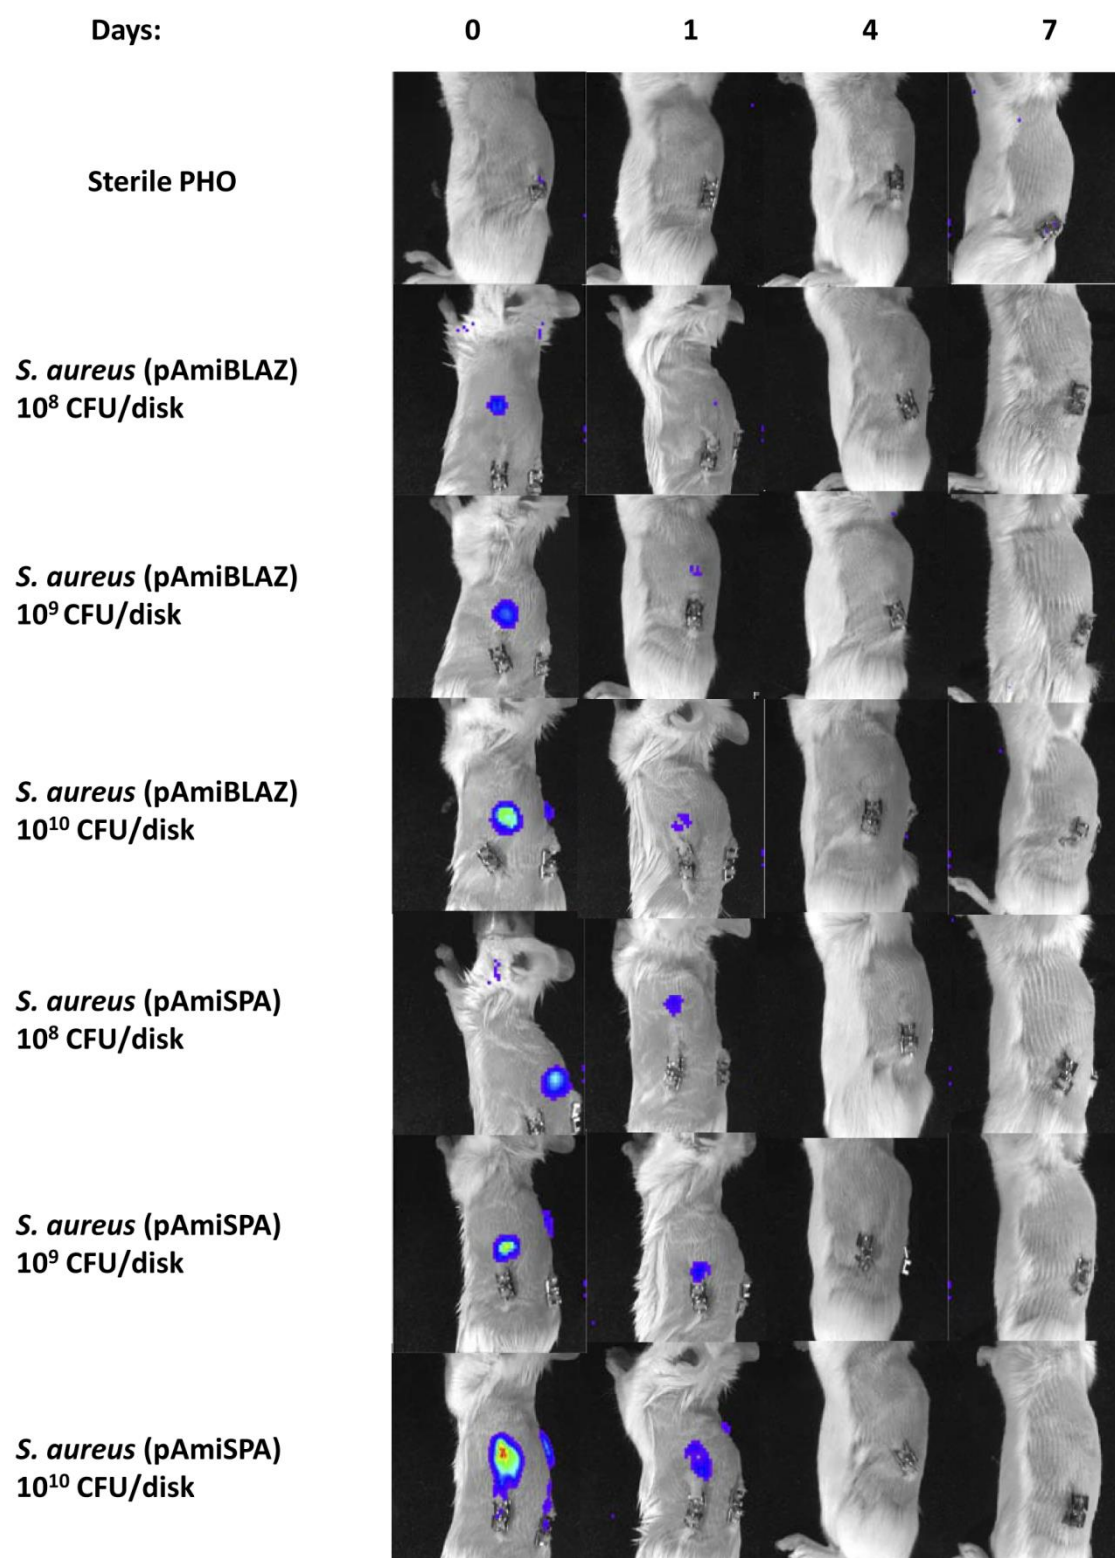 Days: 0 1 4 7
Sterile PHO
S. aureus (pAmiBLAZ)
10⁸ CFU/disk
S. aureus (pAmiBLAZ)
10⁹ CFU/disk
S. aureus (pAmiBLAZ)
10¹⁰ CFU/disk
S. aureus (pAmiSPA)
10⁸ CFU/disk
S. aureus (pAmiSPA)
10⁹ CFU/disk
S. aureus (pAmiSPA)
10¹⁰ CFU/disk